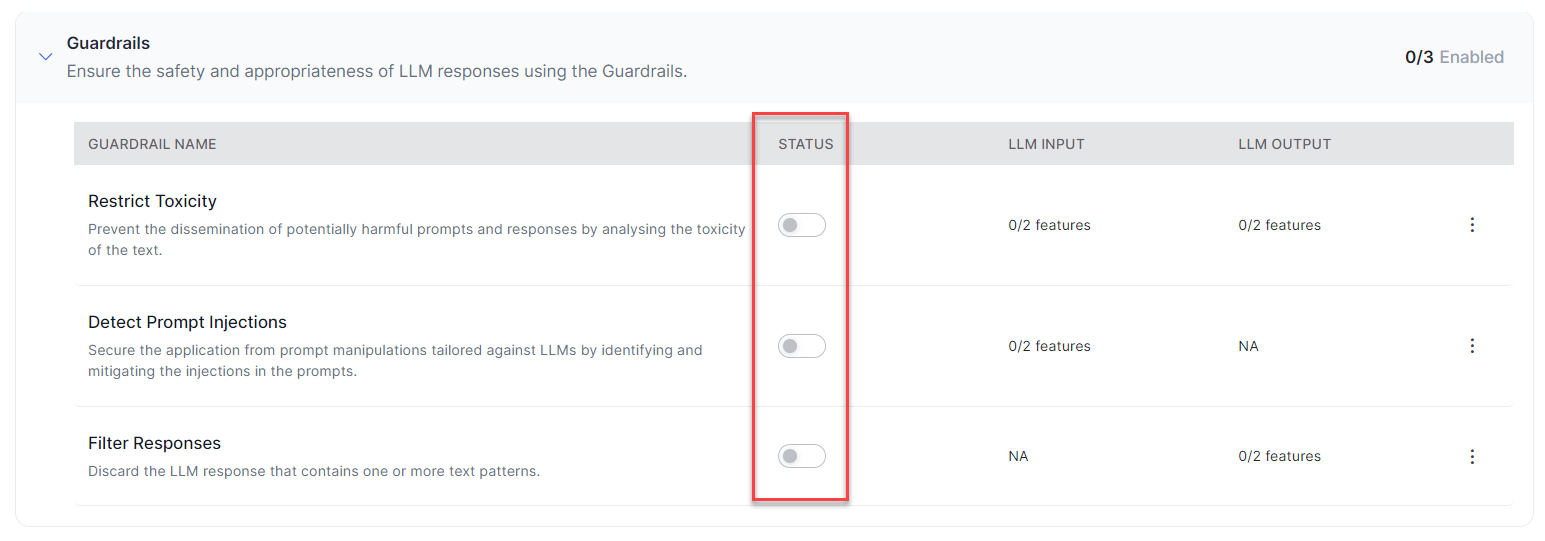 Guardrails
Ensure the safety and appropriateness of LLM responses using the Guardrails.
0/3 Enabled
GUARDRAIL NAME STATUS LLM INPUT LLM OUTPUT
Restrict Toxicity
Prevent the dissemination of potentially harmful prompts and responses by analysing the toxicity
of the text.
0/2 features 0/2 features
Detect Prompt Injections
Secure the application from prompt manipulations tailored against LLMs by identifying and
mitigating the injections in the prompts.
0/2 features NA
Filter Responses
Discard the LLM response that contains one or more text patterns.
NA 0/2 features